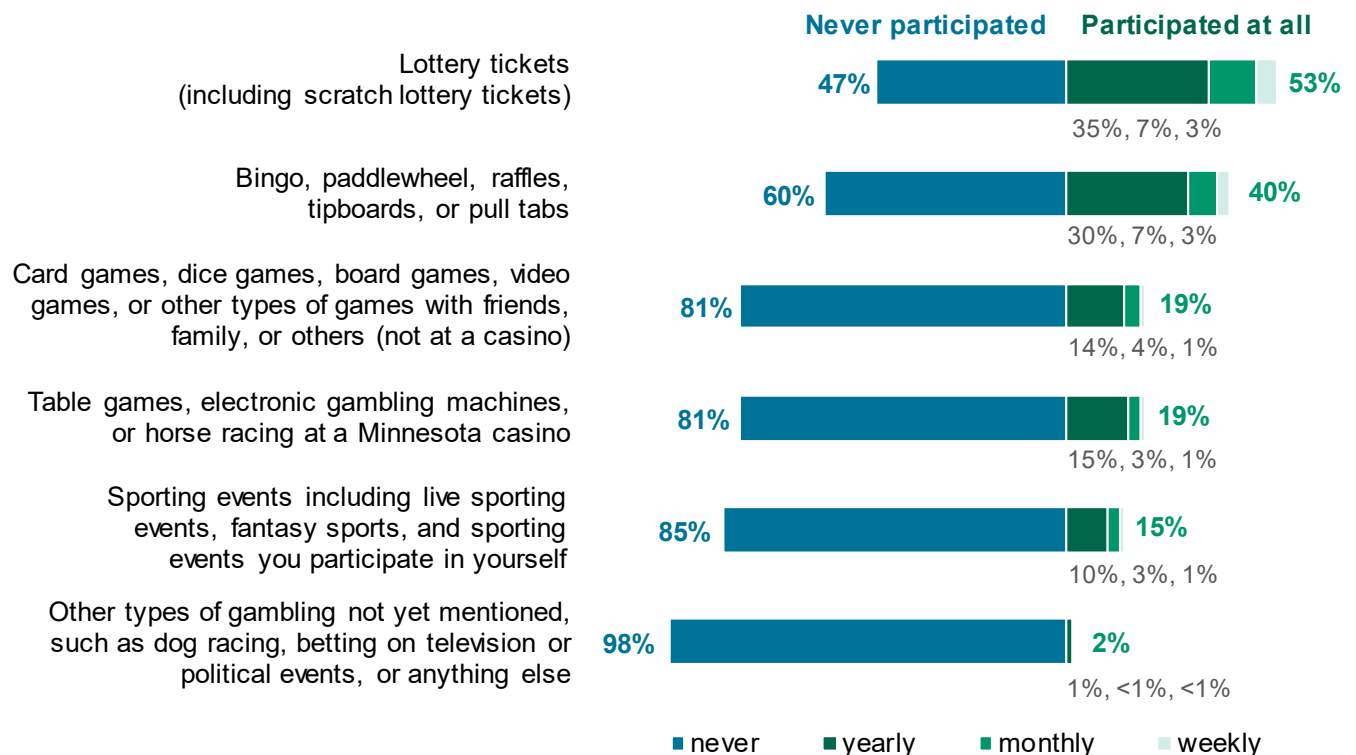 Never participated Participated at all
Lottery tickets
(including scratch lottery tickets)
47%
53%
35%, 7%, 3%
Bingo, paddlewheel, raffles,
tipboards, or pull tabs
60%
40%
30%, 7%, 3%
Card games, dice games, board games, video
games, or other types of games with friends,
family, or others (not at a casino)
81%
19%
14%, 4%, 1%
Table games, electronic gambling machines,
or horse racing at a Minnesota casino
81%
19%
15%, 3%, 1%
Sporting events including live sporting
events, fantasy sports, and sporting
events you participate in yourself
85%
15%
10%, 3%, 1%
Other types of gambling not yet mentioned,
such as dog racing, betting on television or
political events, or anything else
98%
2%
1%, <1%, <1%
never yearly monthly weekly